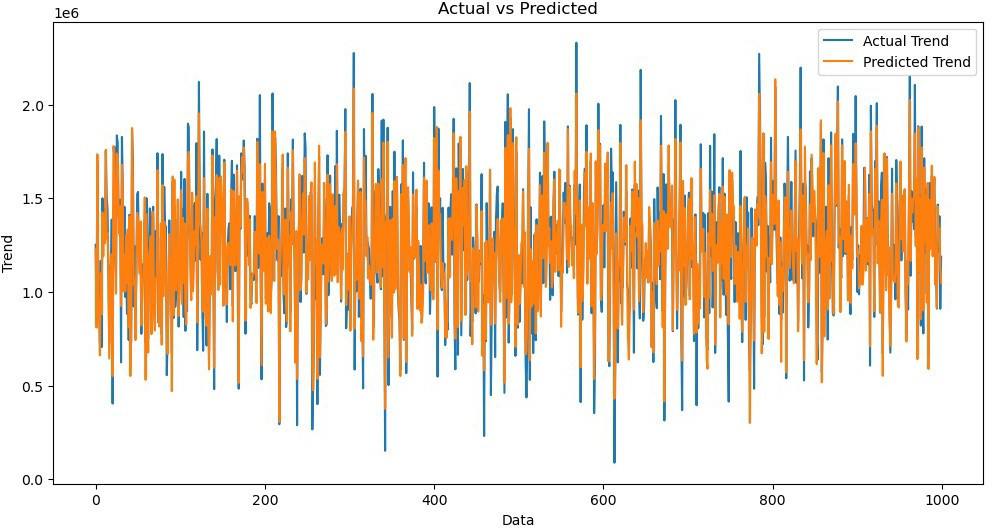 Actual vs Predicted
1e6
Actual Trend
Predicted Trend
2.0
1.5
1.0
0.5
0.0
Trend
0 200 400 600 800 1000
Data